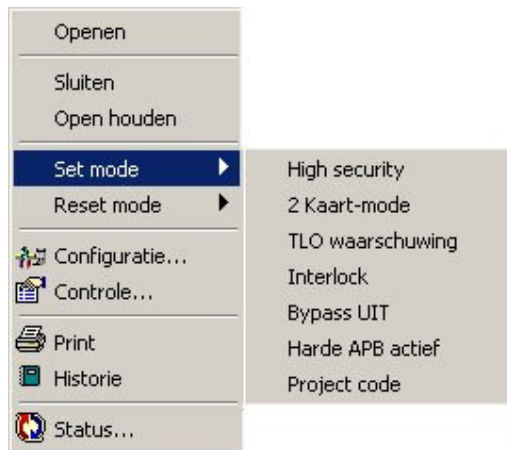 Openen
Sluiten
Open houden
Set mode
Reset mode
Configuratie...
Controle...
Print
Historie
Status...
High security
2 Kaart-mode
TLO waarschuwing
Interlock
Bypass UIT
Harde APB actief
Project code